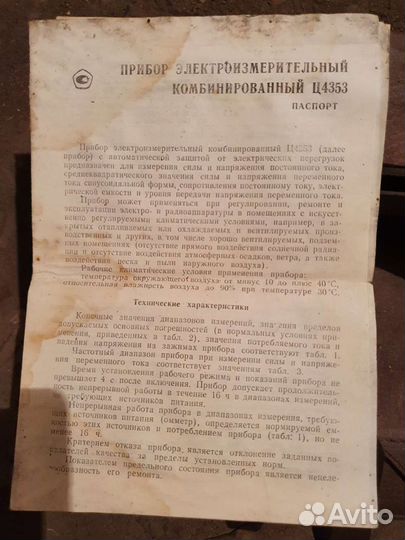 ПРИБОР ЭЛЕКТРОИЗМЕРИТЕЛЬНЫЙ
КОМБИНИРОВАННЫЙ Ц4353
ПАСПОРТ
Прибор электроизмерительный комбинированный Ц4353 (далее
прибор) с автоматической защитой от электрических перегрузок
предназначен для измерения силы и напряжения постоянного тока,
среднеквадратического значения силы и напряжения переменного
тока синусоидальной формы, сопротивления постоянному току, электр-
ической емкости и уровня передачи напряжения переменного тока.
Прибор может применяться при регулировании, ремонте и
эксплуатации электро- и радиоаппаратуры в помещениях с искусст-
венно регулируемыми климатическими условиями, например, в за-
крытых отапливаемых или охлаждаемых и вентилируемых произ-
водственных и других, в том числе хорошо вентилируемых, подзем-
ных помещениях (отсутствие прямого воздействия солнечной радиа-
ции и отсутствие воздействия атмосферных осадков, ветра, а также
воздействия песка и пыли наружного воздуха).
Рабочие климатические условия применения прибора:
температура окружающего воздуха от минус 10 до плюс 40°С,
относительная влажность воздуха до 90% при температуре 30°С.
Технические характеристики
Конечные значения диапазонов измерений, значения пределов
допускаемых основных погрешностей (в нормальных условиях при-
менения, приведенных в табл. 2), значения потребляемого тока и
падения напряжения на зажимах прибора соответствуют табл. 1.
Частотный диапазон прибора при измерении силы и напря-
жения переменного тока соответствует значениям табл. 3.
Время установления рабочего режима и показаний прибора не
превышает 4 с после включения. Прибор допускает продолжитель-
ность непрерывной работы в течение 16 ч в диапазонах измерений,
требующих источников питания.
Непрерывная работа прибора в диапазонах измерения, требую-
щих источников питания (омметр), определяется нормируемой ем-
костью этих источников и потреблением прибора (табл. 1), но не
менее 16 ч.
Критерием отказа прибора, является отклонение заданных по-
казателей качества за пределы установленных норм.
Показателем предельного состояния прибора является непеле-
сообразность его ремонта.
Avito